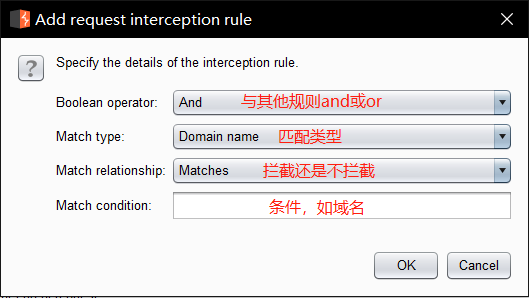 Add request interception rule
?
Specify the details of the interception rule.
Boolean operator: And 与其他规则and或or
Match type: Domain name 匹配类型
Match relationship: Matches 拦截还是不拦截
Match condition: 条件，如域名
OK Cancel